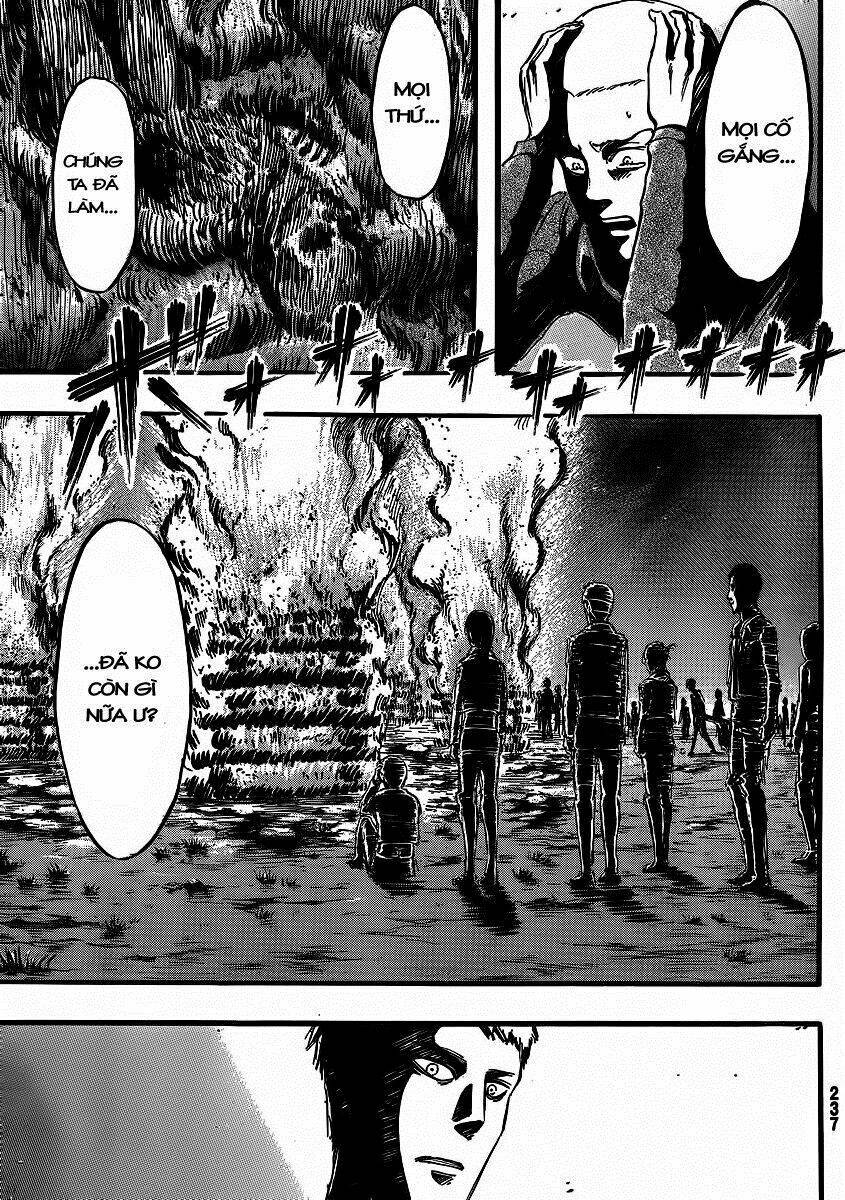 MỌI CỐ
GẮNG...
MỌI
THỨ...
CHÚNG
TA ĐÃ
LÀM...
...ĐÃ KO
CÒN GÌ
NỮA Ư?
237